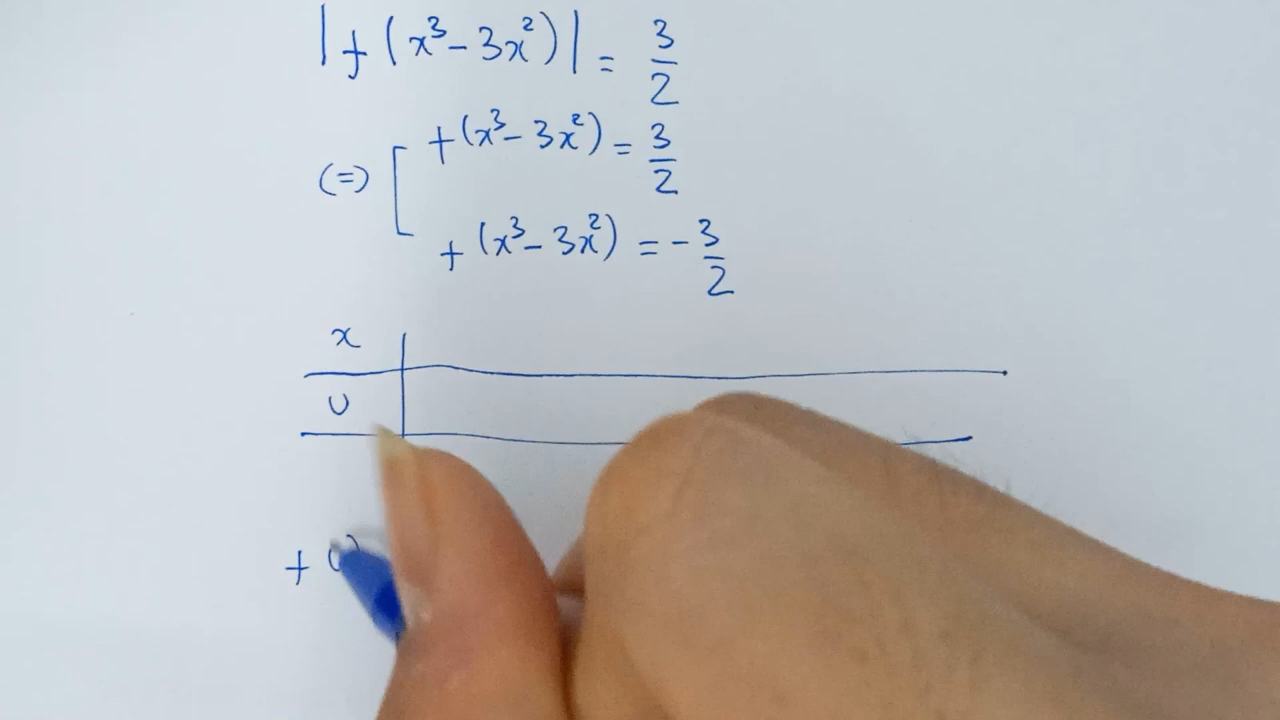 |f(x³-3x²)| = 3/2
(=) [ f(x³-3x²) = 3/2
f(x³-3x²) = -3/2
x
u
f(